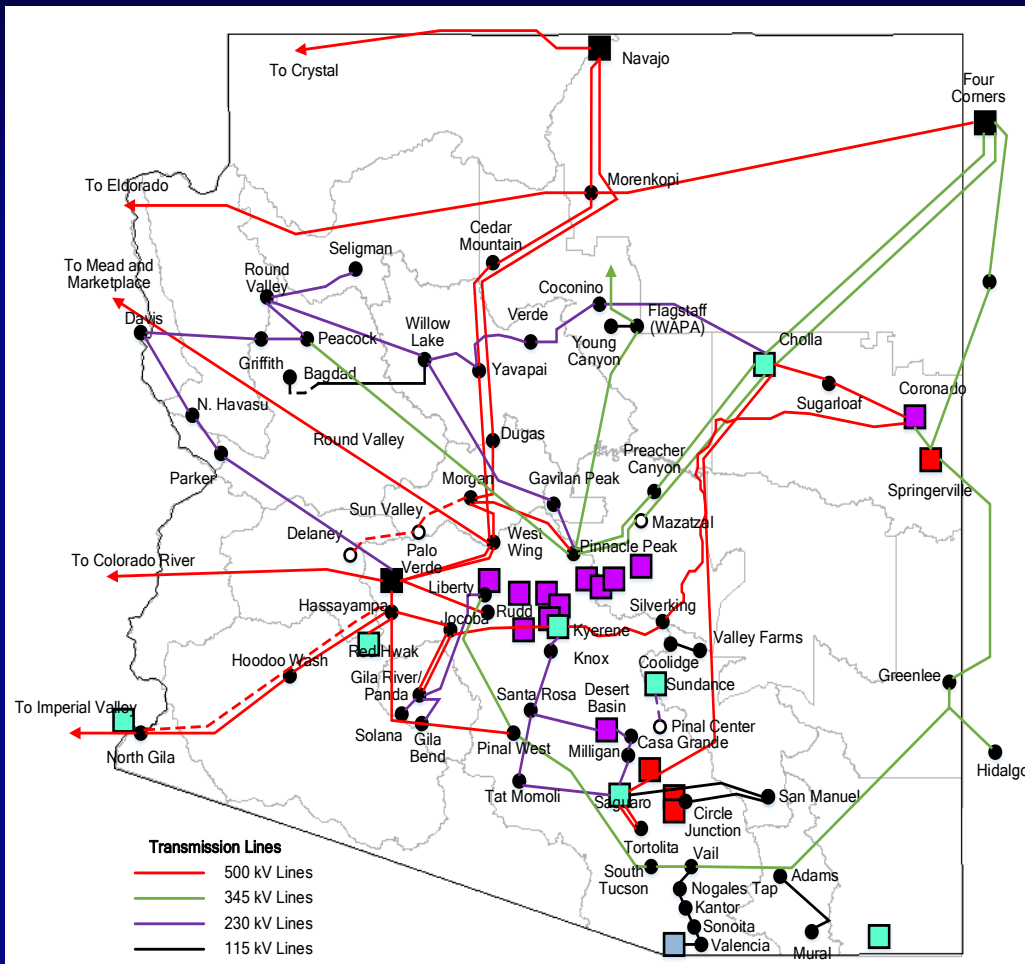 To Crystal
Navajo
Four
Corners
Morenkopi
To Eldorado
Cedar
Mountain
Seligman
To Mead and
Marketplace
Round
Valley
Coconino
Verde
Flagstaff
(WAPA)
Davis
Willow
Lake
Young
Canyon
Cholla
Peacock
Griffith
Bagdad
Yavapai
Coronado
Sugarloaf
N. Havasu
Round Valley
Dugas
Preacher
Canyon
Parker
Morgan
Gavilan Peak
Springerville
Sun Valley
Mazatzal
Delaney
Palo
Verde
West
Wing
Pinnacle Peak
To Colorado River
Liberty
Hassayampa
Rudd
Silverking
Jocoba
Kyerene
Red Hwak
Valley Farms
Knox
Hoodoo Wash
Coolidge
Gila River/
Panda
Sundance
Greenlee
Santa Rosa
Desert
Basin
To Imperial Valley
Pinal Center
Solana
Casa Grande
Gila
Bend
Pinal West
Milligan
North Gila
Hidalgo
Tat Momoli
Saguaro
San Manuel
Circle
Junction
Transmission Lines
Tortolita
Vail
500 kV Lines
South
Tucson
Adams
Nogales Tap
345 kV Lines
Kantor
230 kV Lines
Sonoita
115 kV Lines
Valencia
Mural